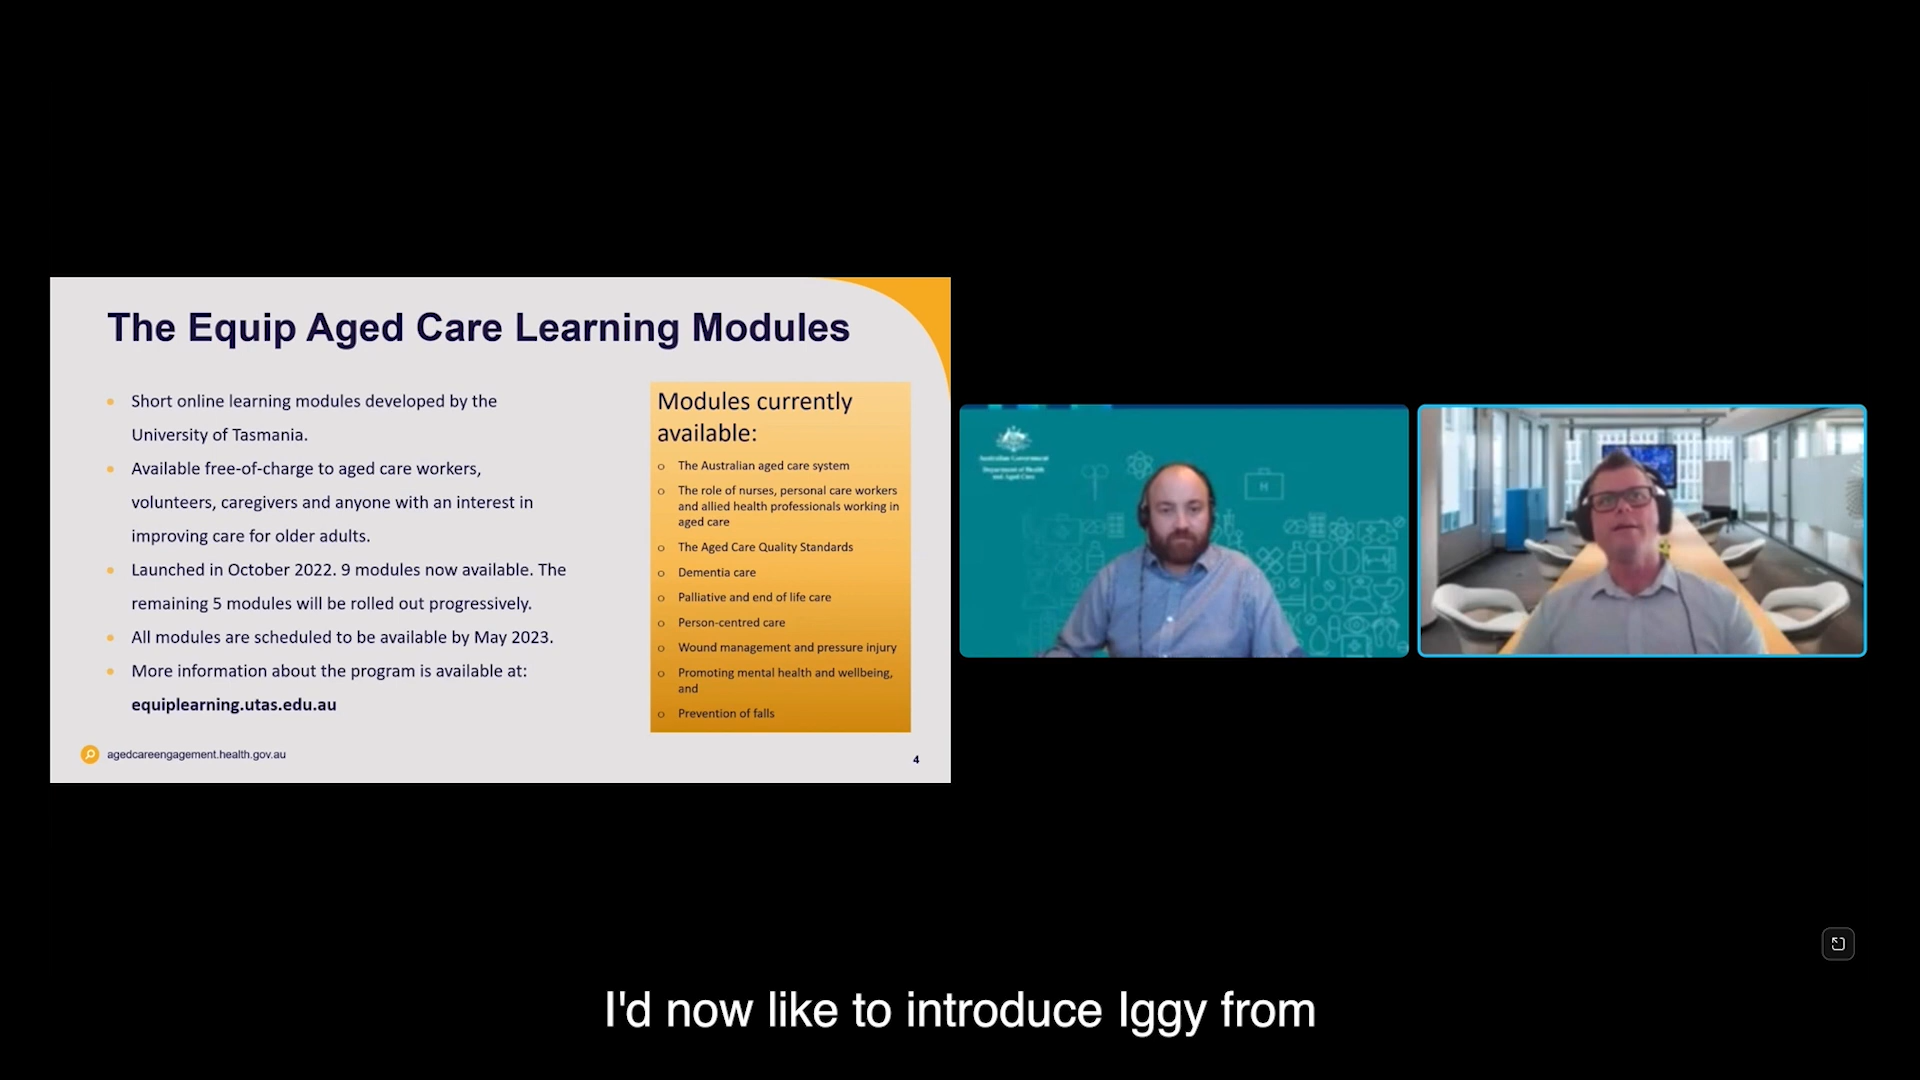 The Equip Aged Care Learning Modules
Short online learning modules developed by the
University of Tasmania.
Available free-of-charge to aged care workers,
volunteers, caregivers and anyone with an interest in
improving care for older adults.
Launched in October 2022. 9 modules now available. The
remaining 5 modules will be rolled out progressively.
All modules are scheduled to be available by May 2023.
More information about the program is available at:
equiplearning.utas.edu.au
Modules currently
available:
The Australian aged care system
The role of nurses, personal care workers
and allied health professionals working in
aged care
The Aged Care Quality Standards
Dementia care
Palliative and end of life care
Person-centred care
Wound management and pressure injury
Promoting mental health and wellbeing,
and
Prevention of falls
agedcareengagement.health.gov.au
4
Australian Government
Department of Health
and Aged Care
H
I'd now like to introduce Iggy from